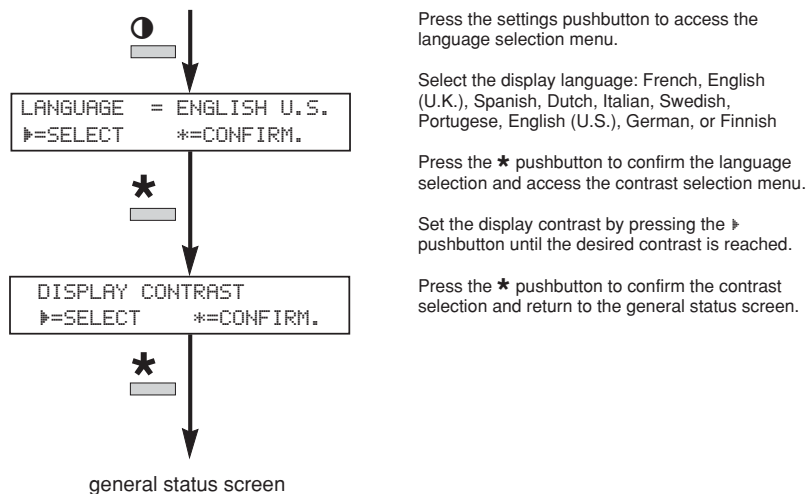 LANGUAGE = ENGLISH U.S.
▶=SELECT *=CONFIRM.
*
DISPLAY CONTRAST
▶=SELECT *=CONFIRM.
*
general status screen
Press the settings pushbutton to access the
language selection menu.
Select the display language: French, English
(U.K.), Spanish, Dutch, Italian, Swedish,
Portugese, English (U.S.), German, or Finnish
Press the * pushbutton to confirm the language
selection and access the contrast selection menu.
Set the display contrast by pressing the ▶
pushbutton until the desired contrast is reached.
Press the * pushbutton to confirm the contrast
selection and return to the general status screen.